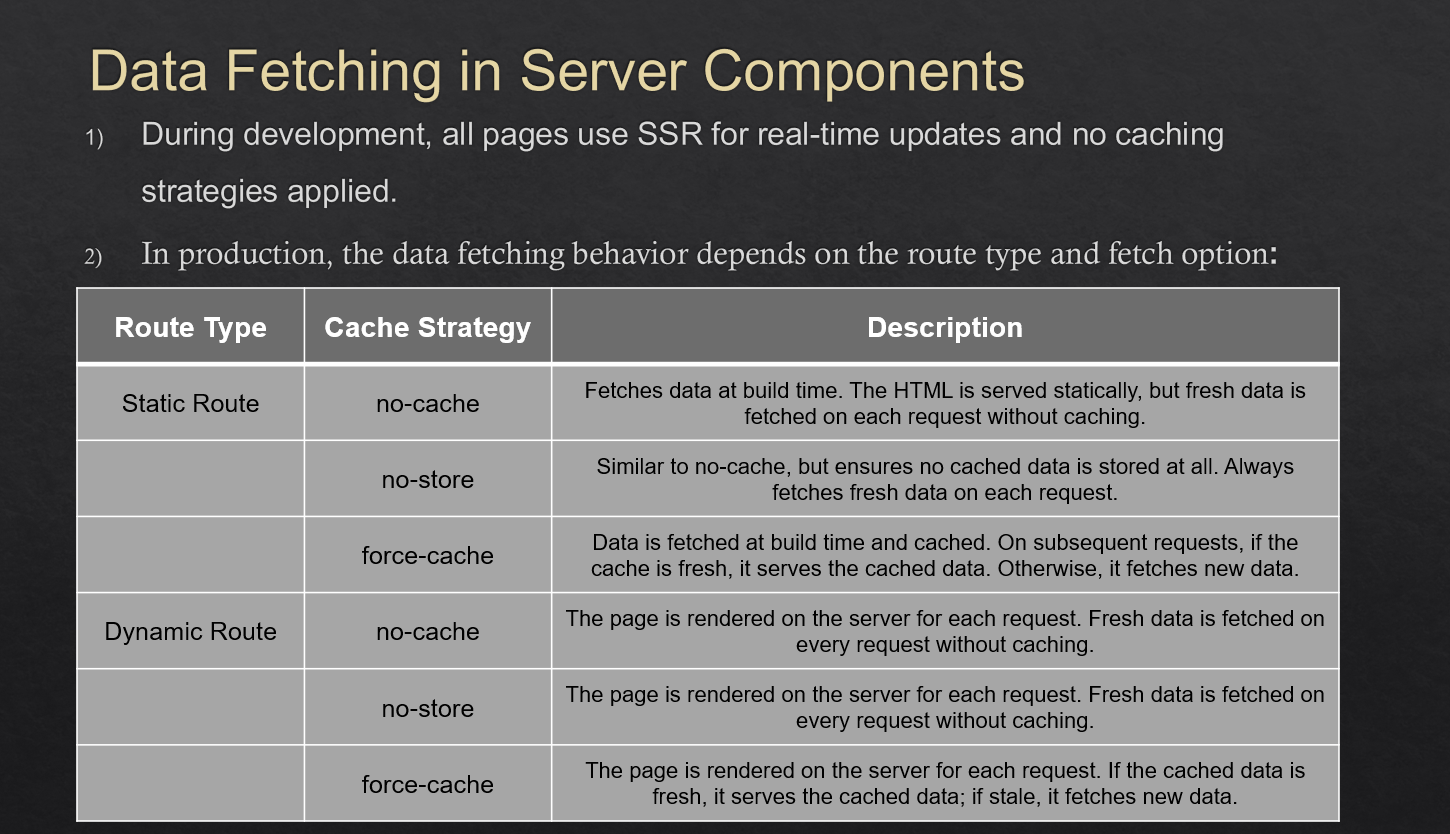 Data Fetching in Server Components
1) During development, all pages use SSR for real-time updates and no caching
strategies applied.
2) In production, the data fetching behavior depends on the route type and fetch option:
Route Type Cache Strategy Description
Static Route no-cache Fetches data at build time. The HTML is served statically, but fresh data is
fetched on each request without caching.
no-store Similar to no-cache, but ensures no cached data is stored at all. Always
fetches fresh data on each request.
force-cache Data is fetched at build time and cached. On subsequent requests, if the
cache is fresh, it serves the cached data. Otherwise, it fetches new data.
Dynamic Route no-cache The page is rendered on the server for each request. Fresh data is fetched on
every request without caching.
no-store The page is rendered on the server for each request. Fresh data is fetched on
every request without caching.
force-cache The page is rendered on the server for each request. If the cached data is
fresh, it serves the cached data; if stale, it fetches new data.